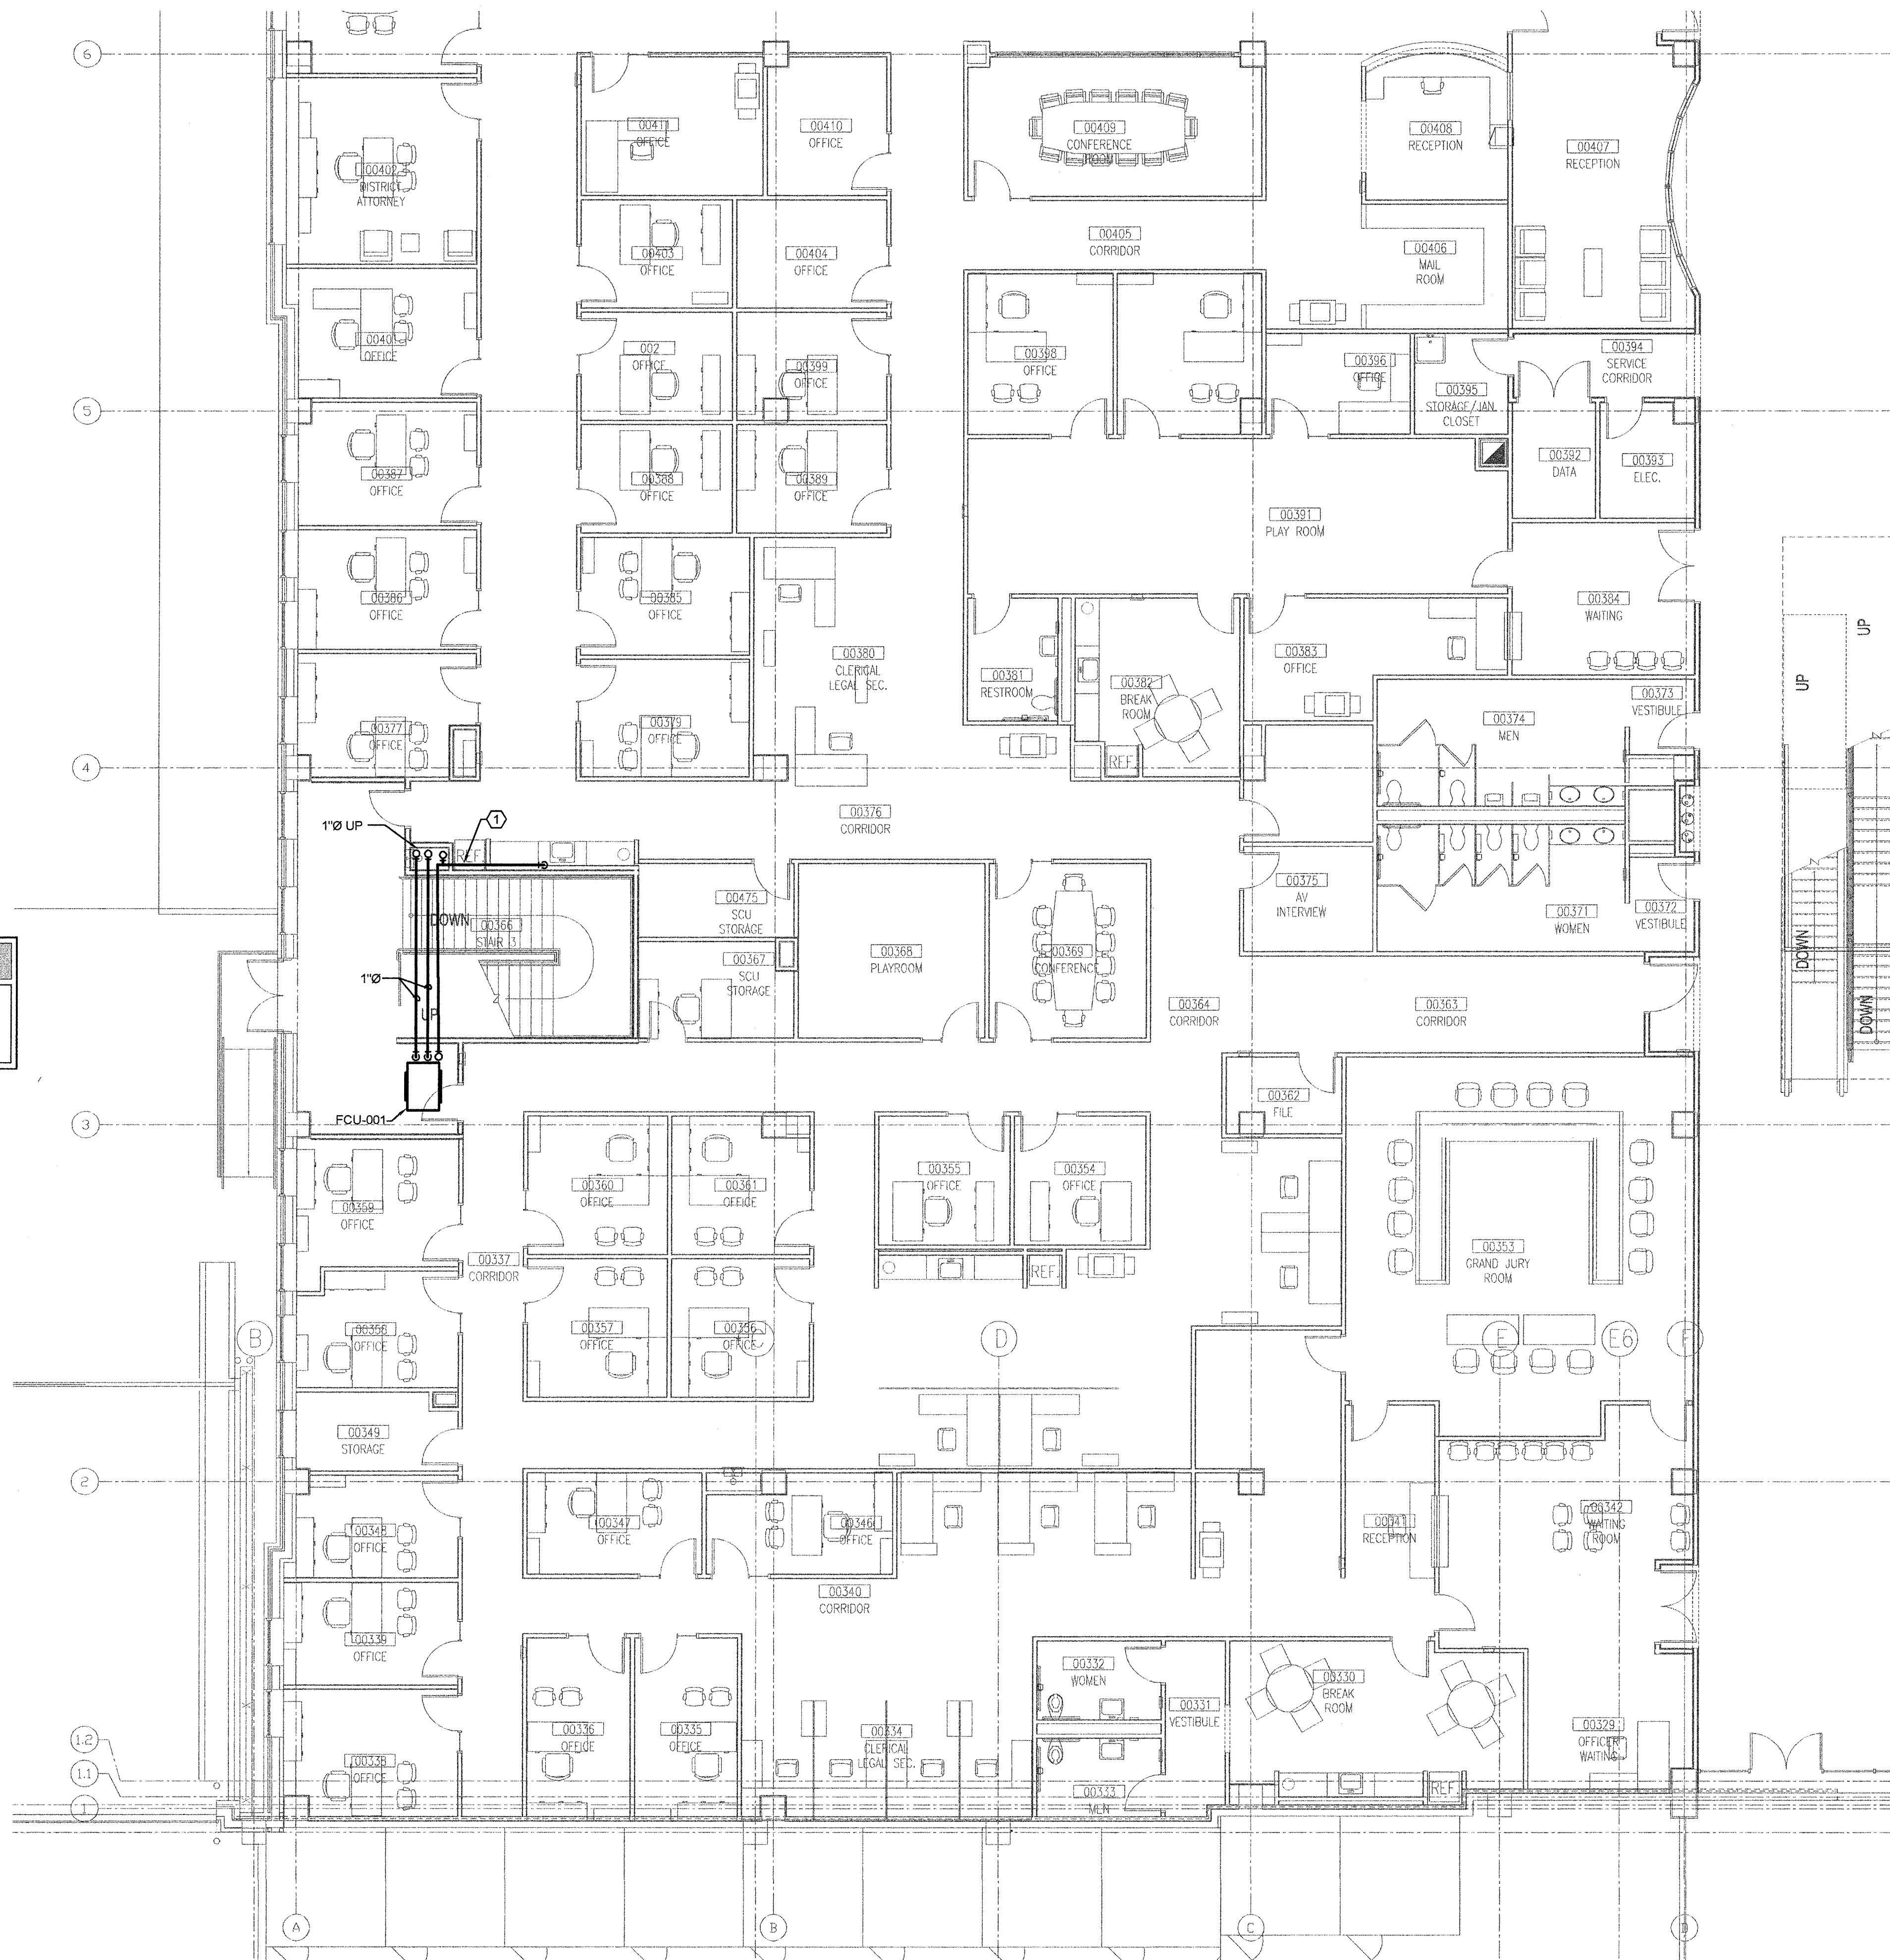 6
00411
OFFICE
00410
OFFICE
00409
CONFERENCE
ROOM
00408
RECEPTION
00407
RECEPTION
00402
DISTRICT
ATTORNEY
00403
OFFICE
00404
OFFICE
00405
CORRIDOR
00406
MAIL
ROOM
00401
OFFICE
002
OFFICE
00399
OFFICE
00398
OFFICE
00396
OFFICE
00395
STORAGE/JAN.
CLOSET
00394
SERVICE
CORRIDOR
5
00387
OFFICE
00388
OFFICE
00389
OFFICE
00392
DATA
00393
ELEC.
00391
PLAY ROOM
00386
OFFICE
00385
OFFICE
00384
WAITING
UP
UP
00380
CLERICAL
LEGAL SEC.
00381
RESTROOM
00382
BREAK
ROOM
REF.
00383
OFFICE
00373
VESTIBULE
00374
MEN
00377
OFFICE
00379
OFFICE
4
00376
CORRIDOR
1"Ø UP
1
REF.
00375
AV
INTERVIEW
00371
WOMEN
00372
VESTIBULE
DOWN
00366
STAIR 3
00475
SCU
STORAGE
00367
SCU
STORAGE
00368
PLAYROOM
00369
CONFERENCE
DOWN
DOWN
1"Ø
UP
00364
CORRIDOR
00363
CORRIDOR
FCU-001
3
00362
FILE
00359
OFFICE
00360
OFFICE
00361
OFFICE
00355
OFFICE
00354
OFFICE
00337
CORRIDOR
REF.
00353
GRAND JURY
ROOM
00358
OFFICE
00357
OFFICE
00356
OFFICE
B
C
D
E
E6
F
00349
STORAGE
2
00348
OFFICE
00347
OFFICE
00346
OFFICE
00341
RECEPTION
00342
WAITING
ROOM
00340
CORRIDOR
00339
OFFICE
00332
WOMEN
00331
VESTIBULE
00330
BREAK
ROOM
00338
OFFICE
00336
OFFICE
00335
OFFICE
00334
CLERICAL
LEGAL SEC.
00333
MEN
REF.
00329
OFFICER
WAITING
1.2
1.1
1
A
B
C
D